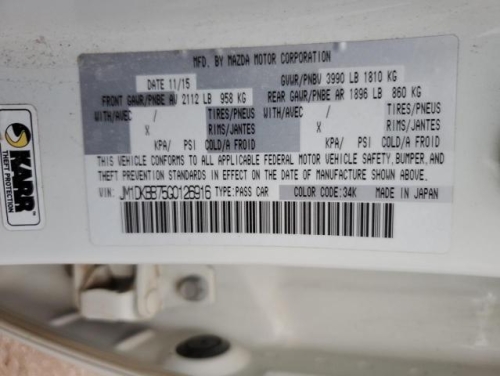 MFD. BY MAZDA MOTOR CORPORATION
DATE 11/15 GVWR/PNBV 3990 LB 1810 KG
FRONT GAWR/PNBE AV 2112 LB 958 KG REAR GAWR/PNBE AR 1896 LB 860 KG
WITH/AVEC TIRES/PNEUS WITH/AVEC TIRES/PNEUS
X RIMS/JANTES X RIMS/JANTES
KPA/ PSI COLD/A FROID KPA/ PSI COLD/A FROID
THIS VEHICLE CONFORMS TO ALL APPLICABLE FEDERAL MOTOR VEHICLE SAFETY, BUMPER, AND
THEFT PREVENTION STANDARDS IN EFFECT ON THE DATE OF MANUFACTURE SHOWN ABOVE.
VIN: TYPE:PASS CAR COLOR CODE:34K MADE IN JAPAN
KARR
THEFT PROTECTION